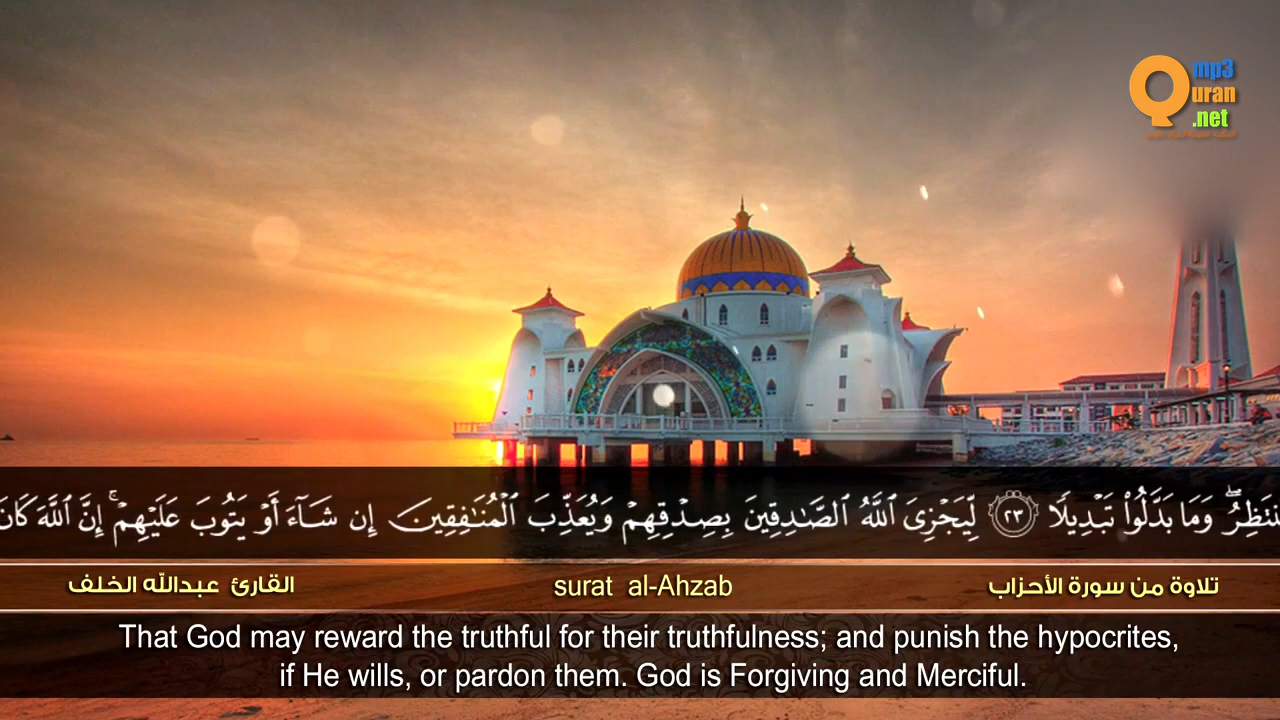 mp3
Quran
.net
نتَظِرُ ۖ وَمَا بَدَّلُوا۟ تَبْدِيلًا ﴿٢٣﴾ لِّيَجْزِىَ ٱللَّهُ ٱلصَّـٰدِقِينَ بِصِدْقِهِمْ وَيُعَذِّبَ ٱلْمُنَـٰفِقِينَ إِن شَآءَ أَوْ يَتُوبَ عَلَيْهِمْ ۚ إِنَّ ٱللَّهَ كَانَ
تلاوة من سورة الأحزاب
surat al-Ahzab
القارئ عبدالله الخلف
That God may reward the truthful for their truthfulness; and punish the hypocrites,
if He wills, or pardon them. God is Forgiving and Merciful.